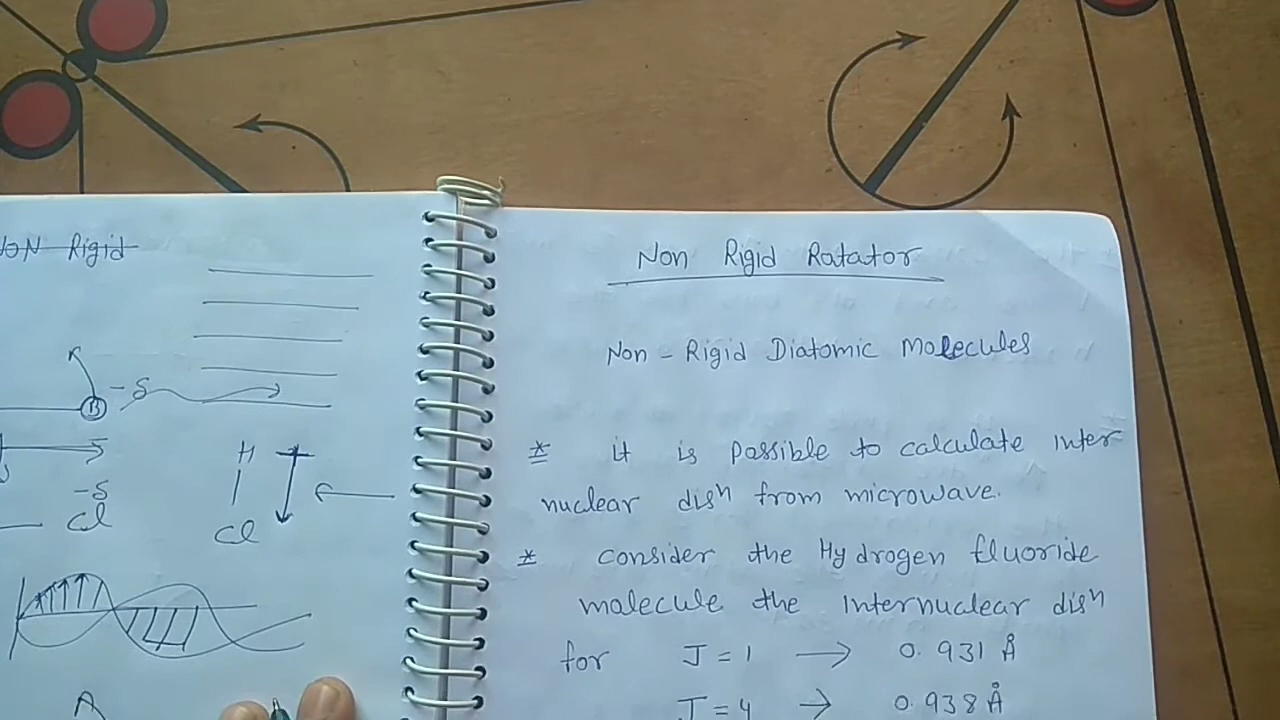 NON Rigid
B
-δ
H
Cl
-δ
Cl
A
Non Rigid Ratator
Non - Rigid Diatomic Molecules
* it is possible to calculate inter
nuclear disn from microwave.
* consider the Hydrogen fluoride
molecule the internuclear disn
for J = 1 → 0.931 Å
J = 4 → 0.938 Å